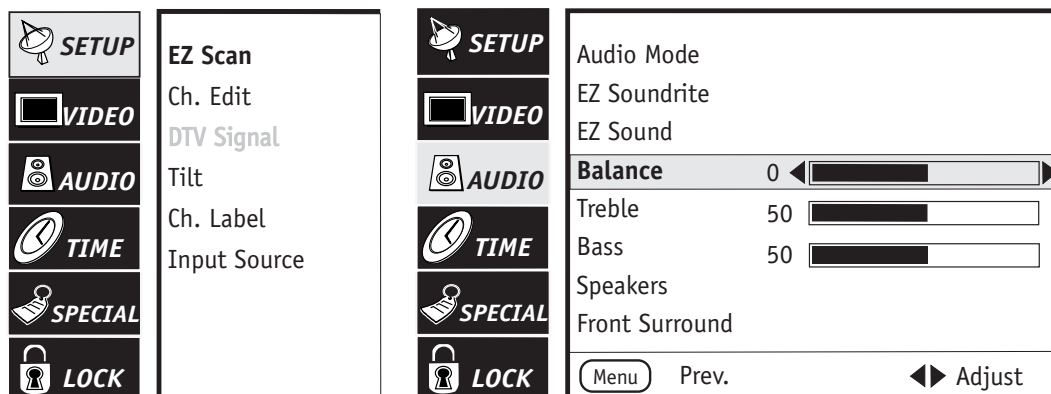 SETUP
VIDEO
AUDIO
TIME
SPECIAL
LOCK
EZ Scan
Ch. Edit
DTV Signal
Tilt
Ch. Label
Input Source
SETUP
VIDEO
AUDIO
TIME
SPECIAL
LOCK
Audio Mode
EZ Soundrite
EZ Sound
Balance 0
Treble 50
Bass 50
Speakers
Front Surround
Menu Prev. Adjust